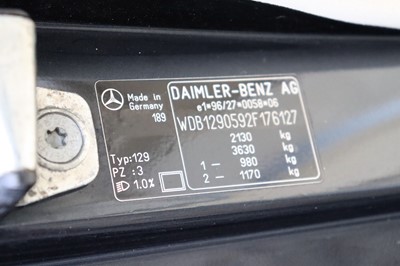 Made in
Germany
189
DAIMLER-BENZ AG
e1*96/27*0058*06
WDB1290592F176127
2130 kg
3630 kg
1 — 980 kg
2 — 1170 kg
Typ:129
PZ :3
1.0%